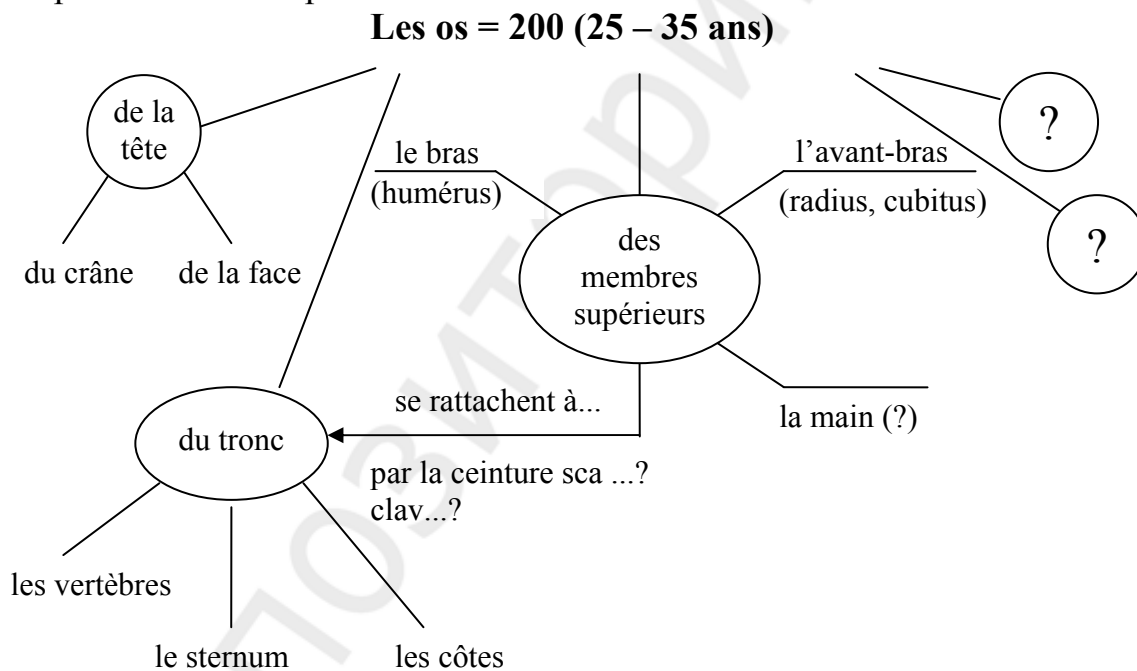 Les os = 200 (25 – 35 ans)
de la
tête
du crâne
de la face
le bras
(humérus)
l’avant-bras
(radius, cubitus)
?
?
des
membres
supérieurs
la main (?)
se rattachent à...
par la ceinture sca ...?
clav...?
du tronc
les vertèbres
le sternum
les côtes